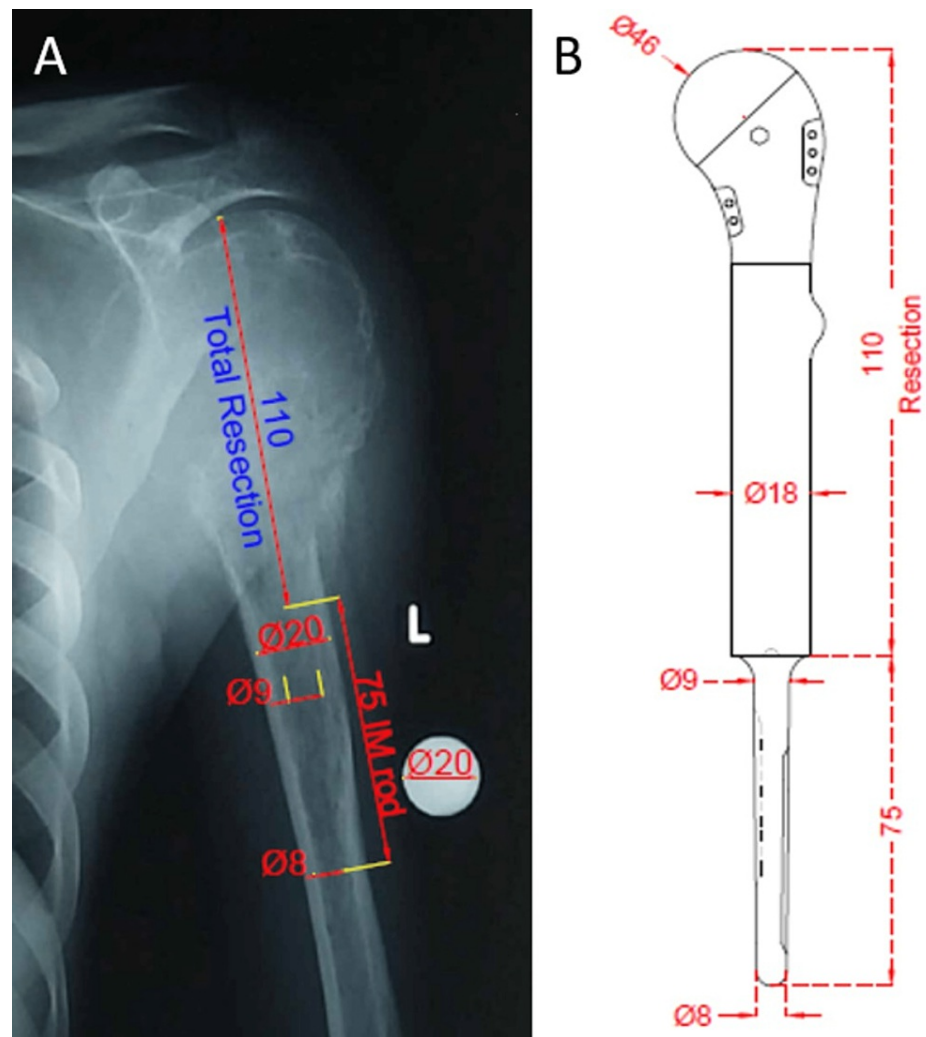 A
110
Total Resection
Ø20
Ø9
75 IM rod
L
Ø20
Ø8
B
Ø46
110
Resection
Ø18
Ø9
75
Ø8